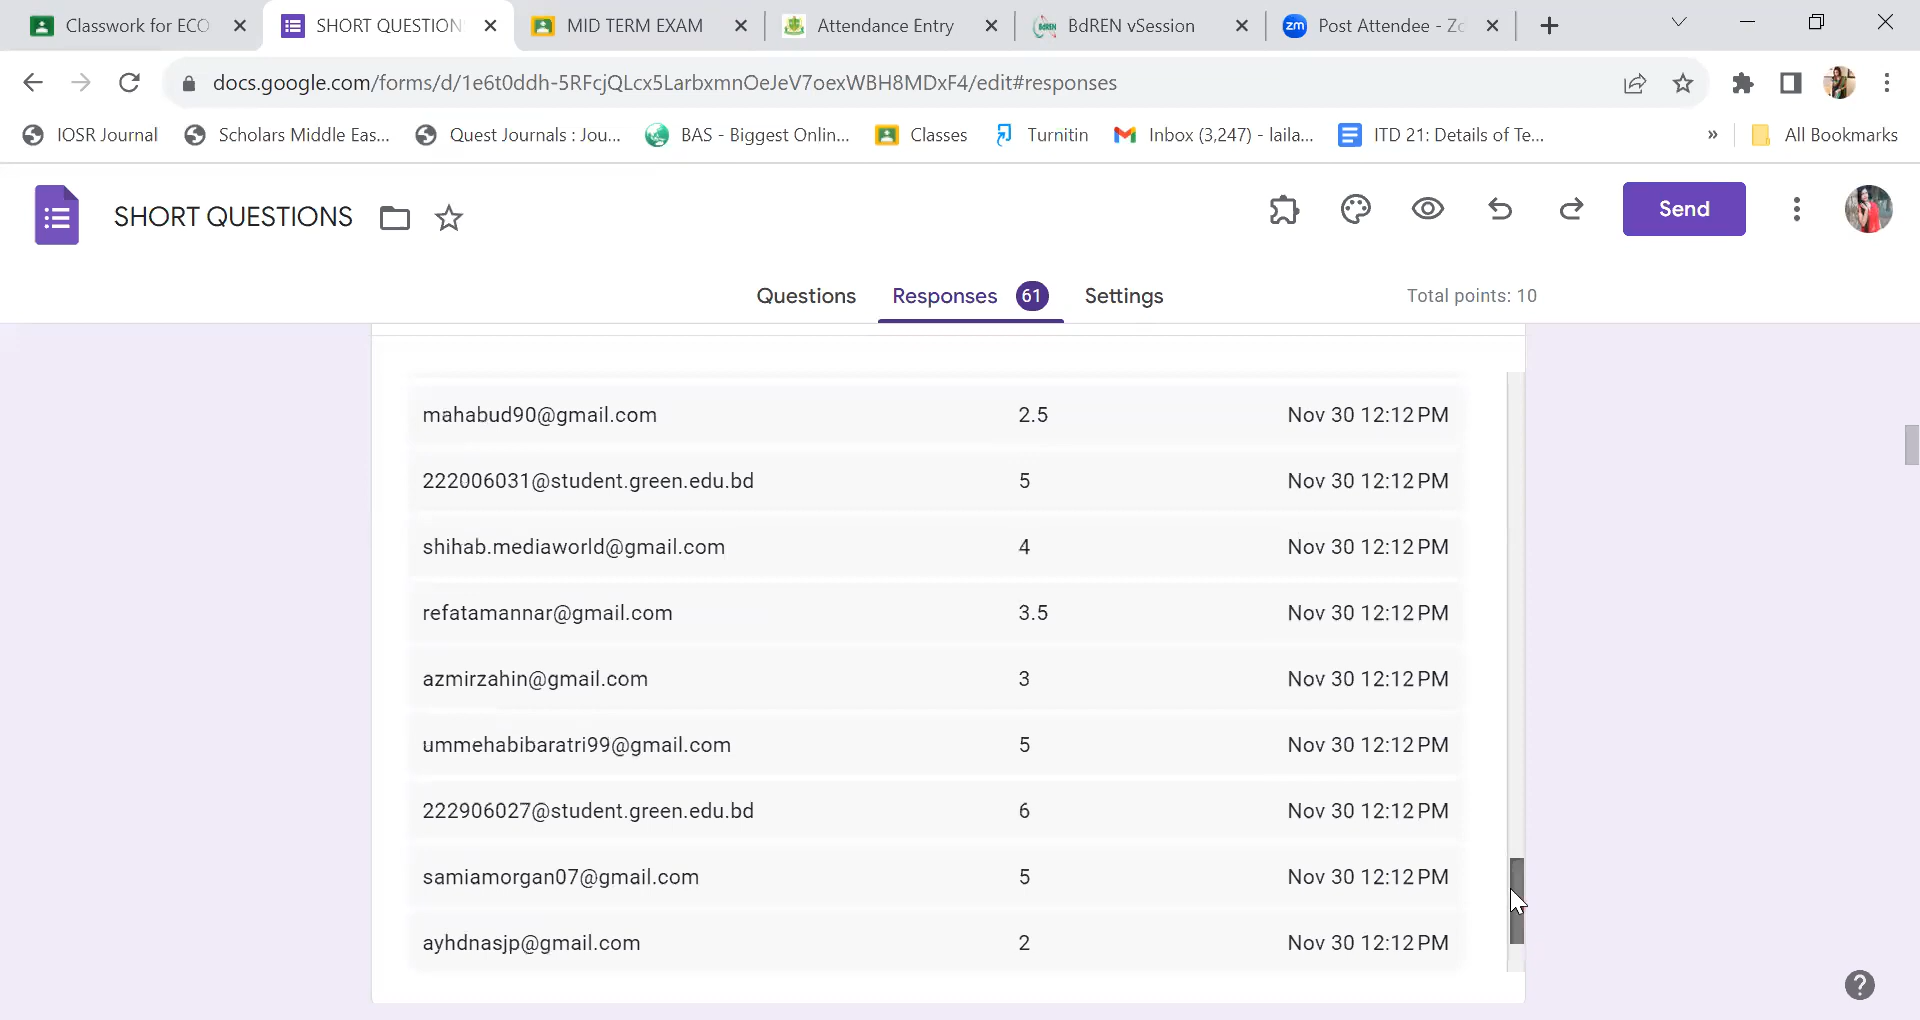 Classwork for ECO
SHORT QUESTION
MID TERM EXAM
Attendance Entry
BdREN vSession
zm Post Attendee - Zo
docs.google.com/forms/d/1e6t0ddh-5RFcjQLcx5LarbxmnOeJeV7oexWBH8MDxF4/edit#responses
IOSR Journal
Scholars Middle Eas...
Quest Journals : Jou...
BAS - Biggest Onlin...
Classes
Turnitin
Inbox (3,247) - laila...
ITD 21: Details of Te...
»
All Bookmarks
SHORT QUESTIONS
Send
Questions Responses 61 Settings Total points: 10
mahabud90@gmail.com 2.5 Nov 30 12:12 PM
222006031@student.green.edu.bd 5 Nov 30 12:12 PM
shihab.mediaworld@gmail.com 4 Nov 30 12:12 PM
refatamannar@gmail.com 3.5 Nov 30 12:12 PM
azmirzahin@gmail.com 3 Nov 30 12:12 PM
ummehabibaratri99@gmail.com 5 Nov 30 12:12 PM
222906027@student.green.edu.bd 6 Nov 30 12:12 PM
samiamorgan07@gmail.com 5 Nov 30 12:12 PM
ayhdnasjp@gmail.com 2 Nov 30 12:12 PM